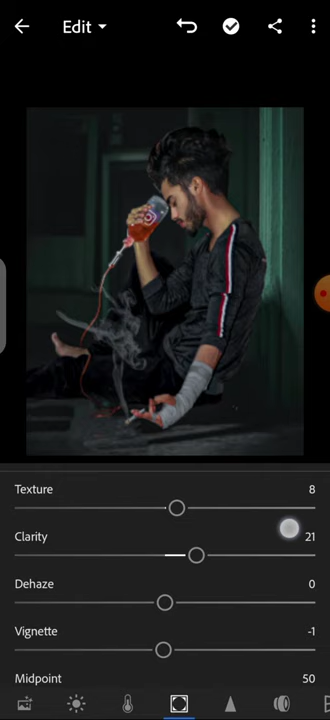 Edit
Texture 8
Clarity 21
Dehaze 0
Vignette -1
Midpoint 50